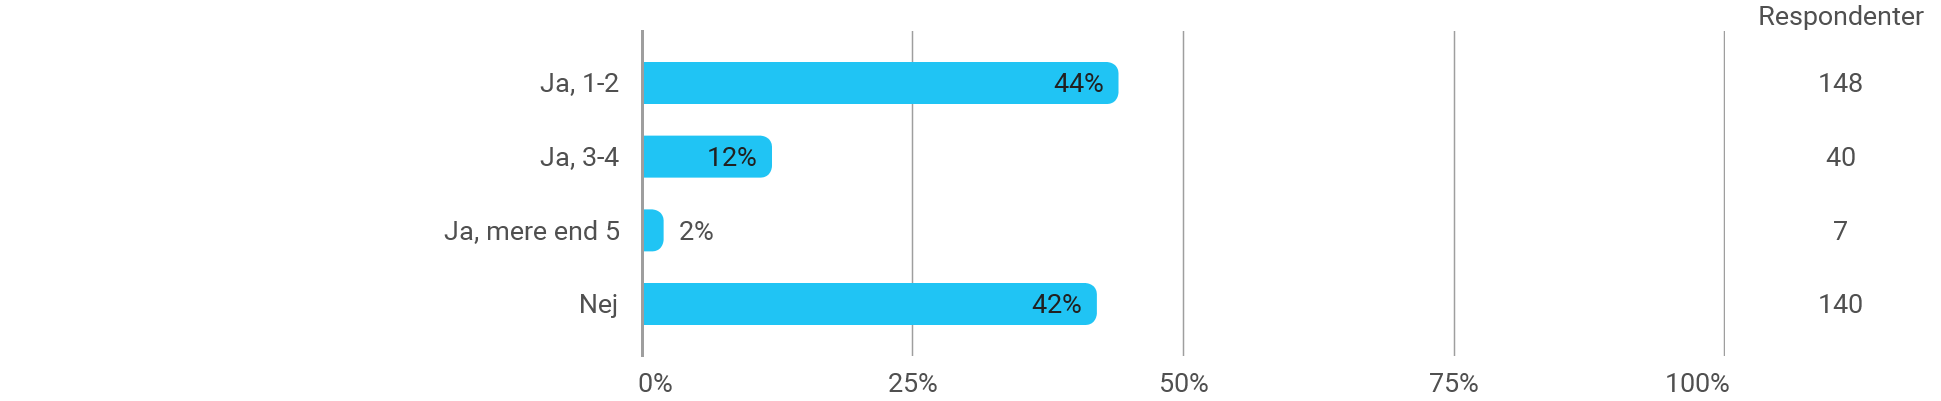 Respondenter
Ja, 1-2 44% 148
Ja, 3-4 12% 40
Ja, mere end 5 2% 7
Nej 42% 140
0% 25% 50% 75% 100%